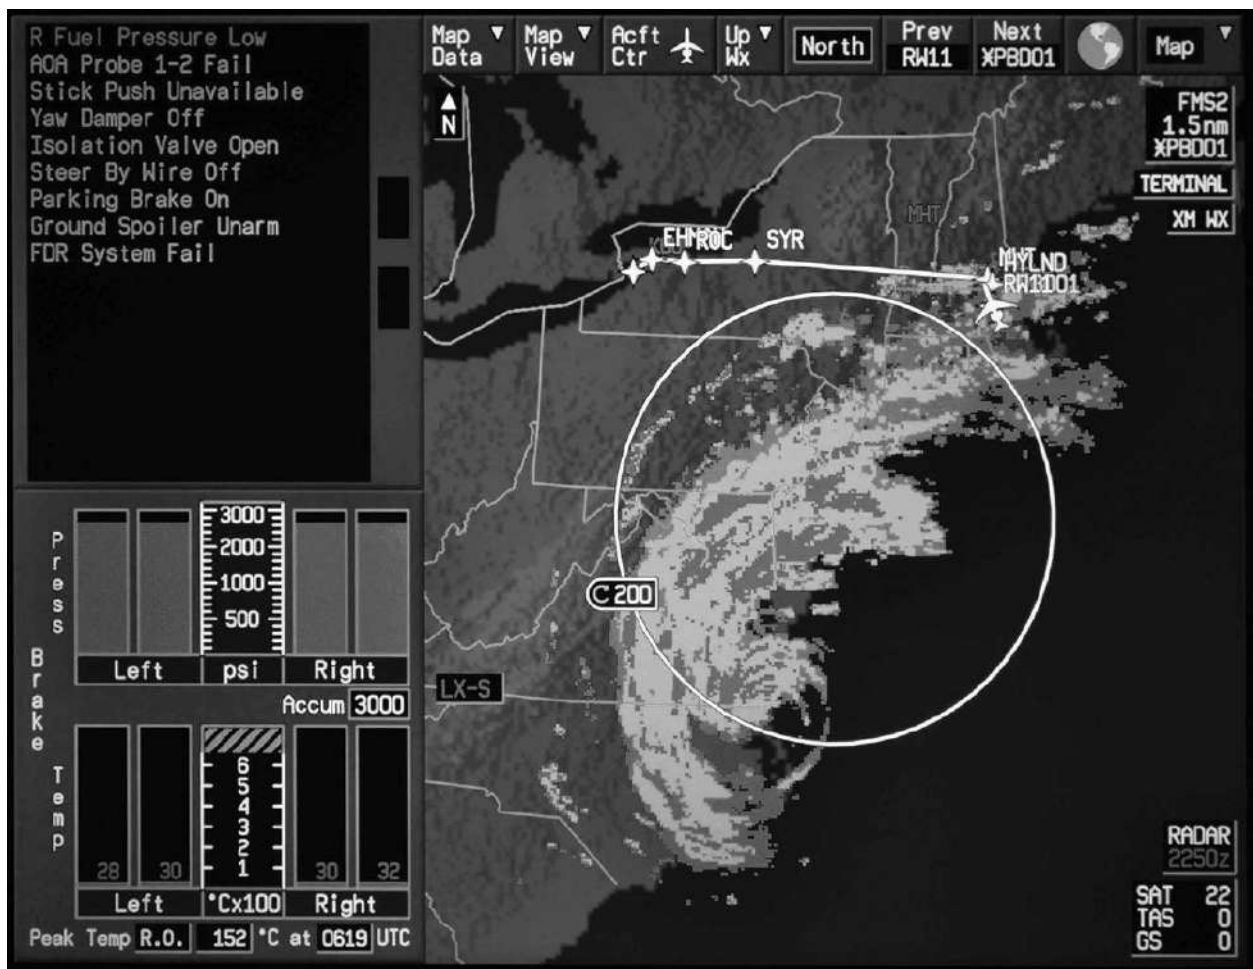 R Fuel Pressure Low
AOA Probe 1-2 Fail
Stick Push Unavailable
Yaw Damper Off
Isolation Valve Open
Steer By Wire Off
Parking Brake On
Ground Spoiler Unarm
FDR System Fail
Map Data
Map View
Acft Ctr
Up Wx
North
Prev RW11
Next XPBD01
Map
N
FMS2
1.5nm
XPBD01
TERMINAL
XM WX
MHT
ROC
SYR
HYLND
C 200
LX-S
Press
3000
2000
1000
500
Left psi Right
Brake
Accum 3000
Temp
6
5
4
3
2
1
28 30 30 32
Left °Cx100 Right
Peak Temp R.O. 152 °C at 0619 UTC
RADAR
2250z
SAT 22
TAS 0
GS 0